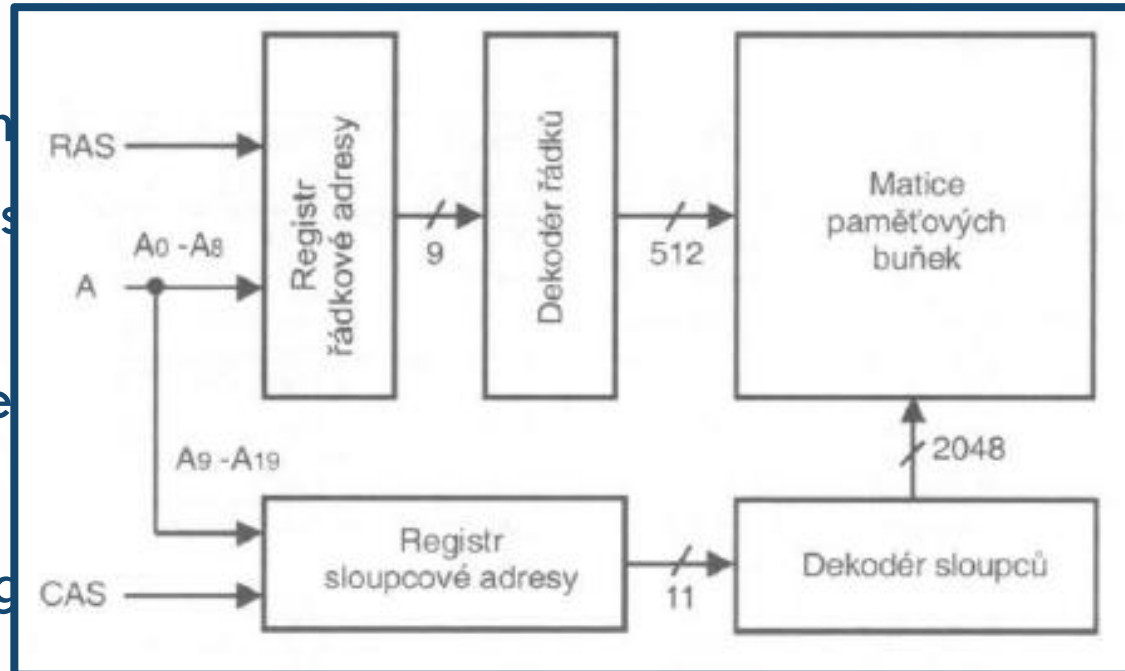 RAS
A
A0 -A8
Registr
řádkové adresy
9
Dekodér řádků
512
Matice
paměťových
buněk
2048
A9 -A19
CAS
Registr
sloupcové adresy
11
Dekodér sloupců